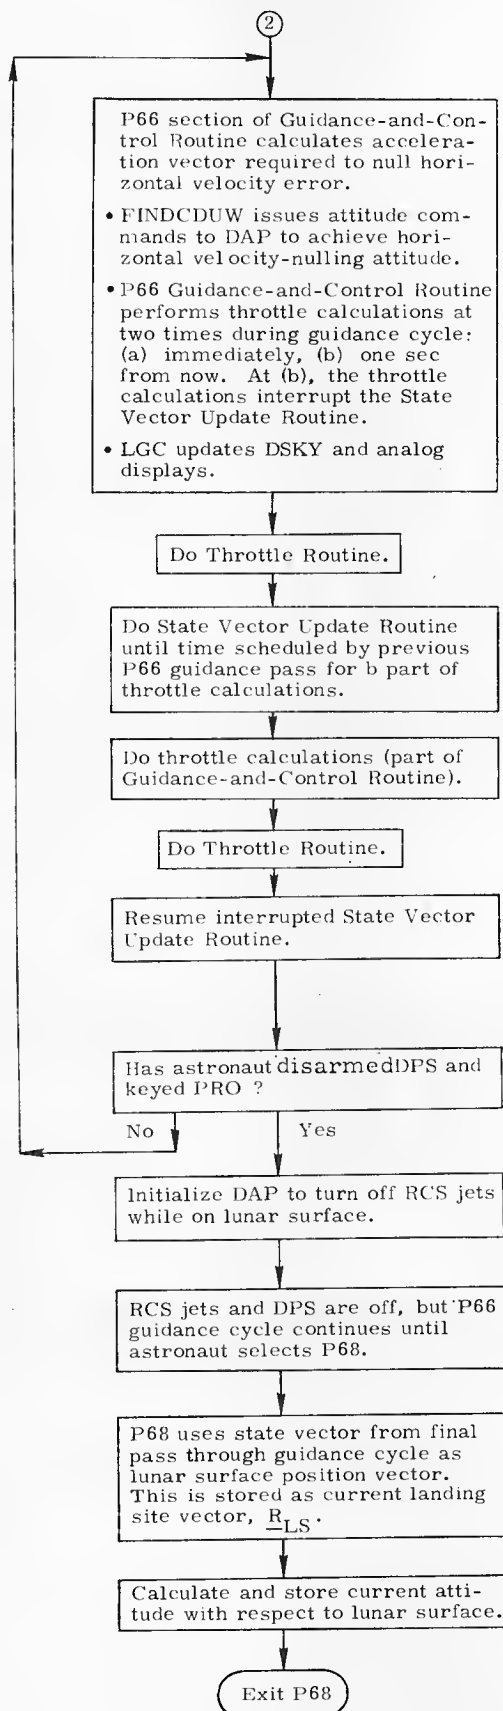 2
P66 section of Guidance-and-Con-
trol Routine calculates accelera-
tion vector required to null hori-
zontal velocity error.
• FINDCDUW issues attitude com-
mands to DAP to achieve hori-
zontal velocity-nulling attitude.
• P66 Guidance-and-Control Routine
performs throttle calculations at
two times during guidance cycle:
(a) immediately, (b) one sec
from now. At (b), the throttle
calculations interrupt the State
Vector Update Routine.
• LGC updates DSKY and analog
displays.
Do Throttle Routine.
Do State Vector Update Routine
until time scheduled by previous
P66 guidance pass for b part of
throttle calculations.
Do throttle calculations (part of
Guidance-and-Control Routine).
Do Throttle Routine.
Resume interrupted State Vector
Update Routine.
Has astronaut disarmed DPS and
keyed PRO ?
No Yes
Initialize DAP to turn off RCS jets
while on lunar surface.
RCS jets and DPS are off, but P66
guidance cycle continues until
astronaut selects P68.
P68 uses state vector from final
pass through guidance cycle as
lunar surface position vector.
This is stored as current landing
site vector, R_LS.
Calculate and store current atti-
tude with respect to lunar surface.
Exit P68